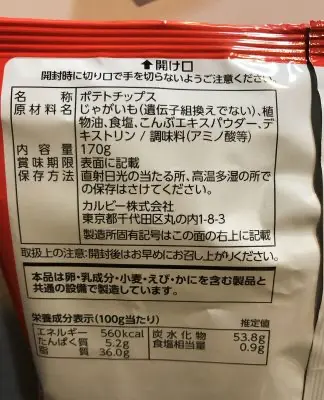 ⬆開け口
開封時に切り口で手を切らないようご注意ください。
名称 ポテトチップス
原材料名 じゃがいも(遺伝子組換えでない)、植
物油、食塩、こんぶエキスパウダー、デ
キストリン / 調味料(アミノ酸等)
内容量 170g
賞味期限 表面に記載
保存方法 直射日光の当たる所、高温多湿の所で
の保存はさけてください。
カルビー株式会社
東京都千代田区丸の内1-8-3
製造所固有記号はこの面の右上に記載
取扱上の注意:開封後はお早めにお召し上がりください。
本品は卵・乳成分・小麦・えび・かにを含む製品と
共通の設備で製造しています。
栄養成分表示(100g当たり) 推定値
エネルギー 560kcal 炭水化物 53.8g
たんぱく質 5.2g 食塩相当量 0.9g
脂質 36.0g